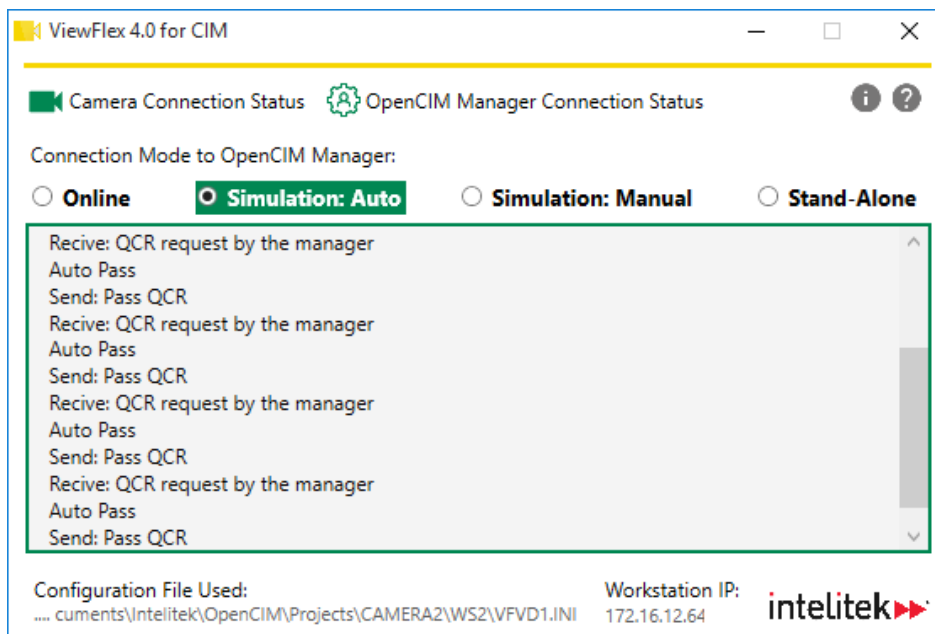 ViewFlex 4.0 for CIM
Camera Connection Status OpenCIM Manager Connection Status
Connection Mode to OpenCIM Manager:
Online Simulation: Auto Simulation: Manual Stand-Alone
Recive: QCR request by the manager
Auto Pass
Send: Pass QCR
Recive: QCR request by the manager
Auto Pass
Send: Pass QCR
Recive: QCR request by the manager
Auto Pass
Send: Pass QCR
Recive: QCR request by the manager
Auto Pass
Send: Pass QCR
Configuration File Used: Workstation IP:
.... cuments\Intelitek\OpenCIM\Projects\CAMERA2\WS2\VFVD1.INI 172.16.12.64
intelitek